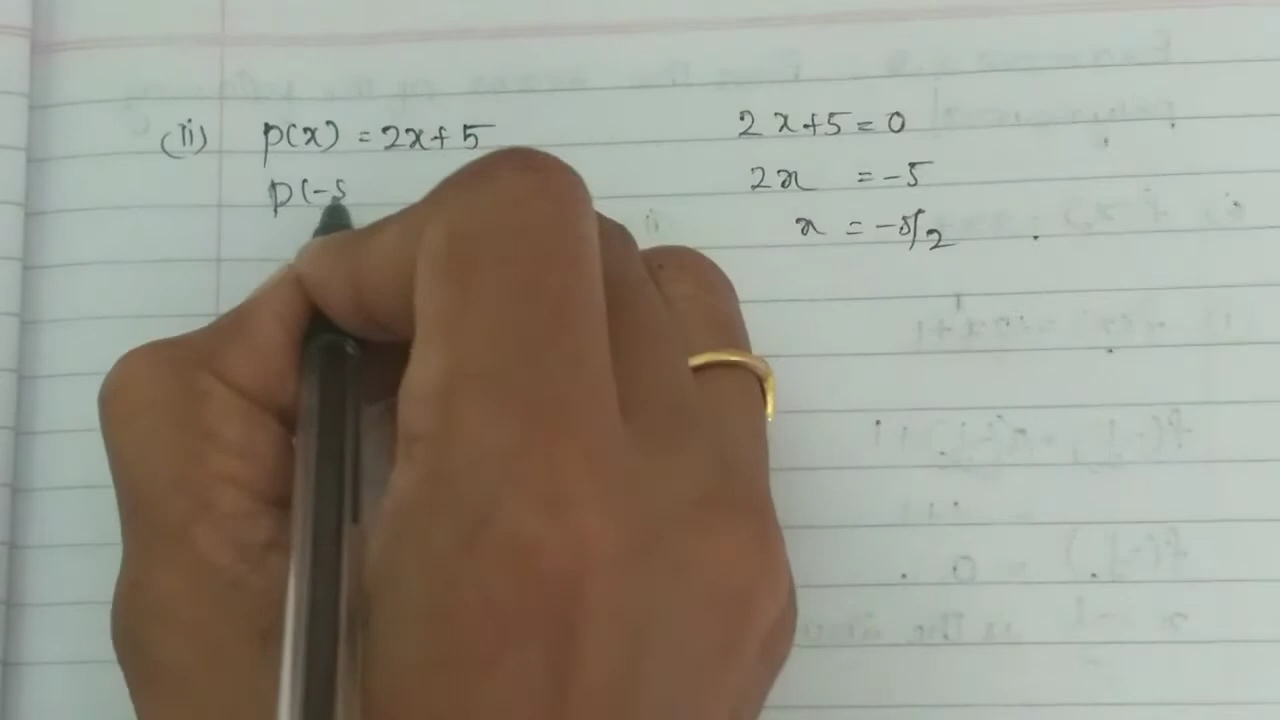 (ii) p(x) = 2x+5
p(-5
2x+5=0
2x = -5
x = -5/2